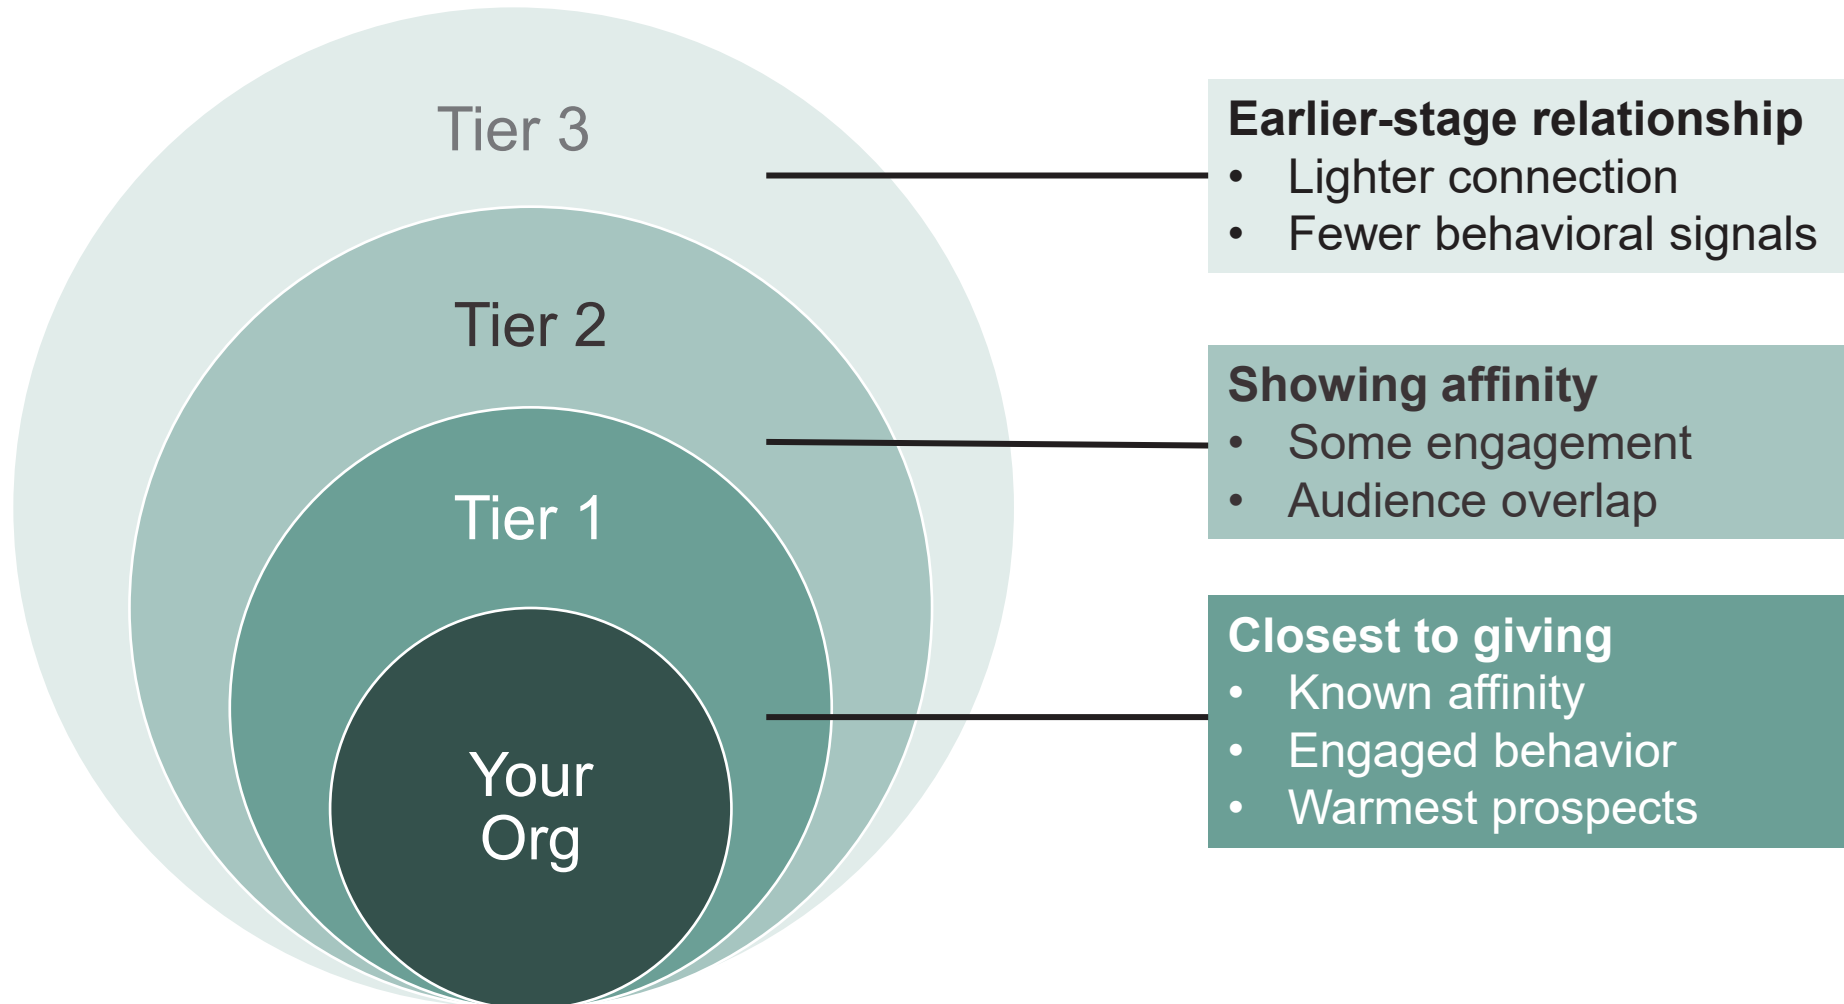 Tier 3
Tier 2
Tier 1
Your
Org
Earlier-stage relationship
• Lighter connection
• Fewer behavioral signals
Showing affinity
• Some engagement
• Audience overlap
Closest to giving
• Known affinity
• Engaged behavior
• Warmest prospects